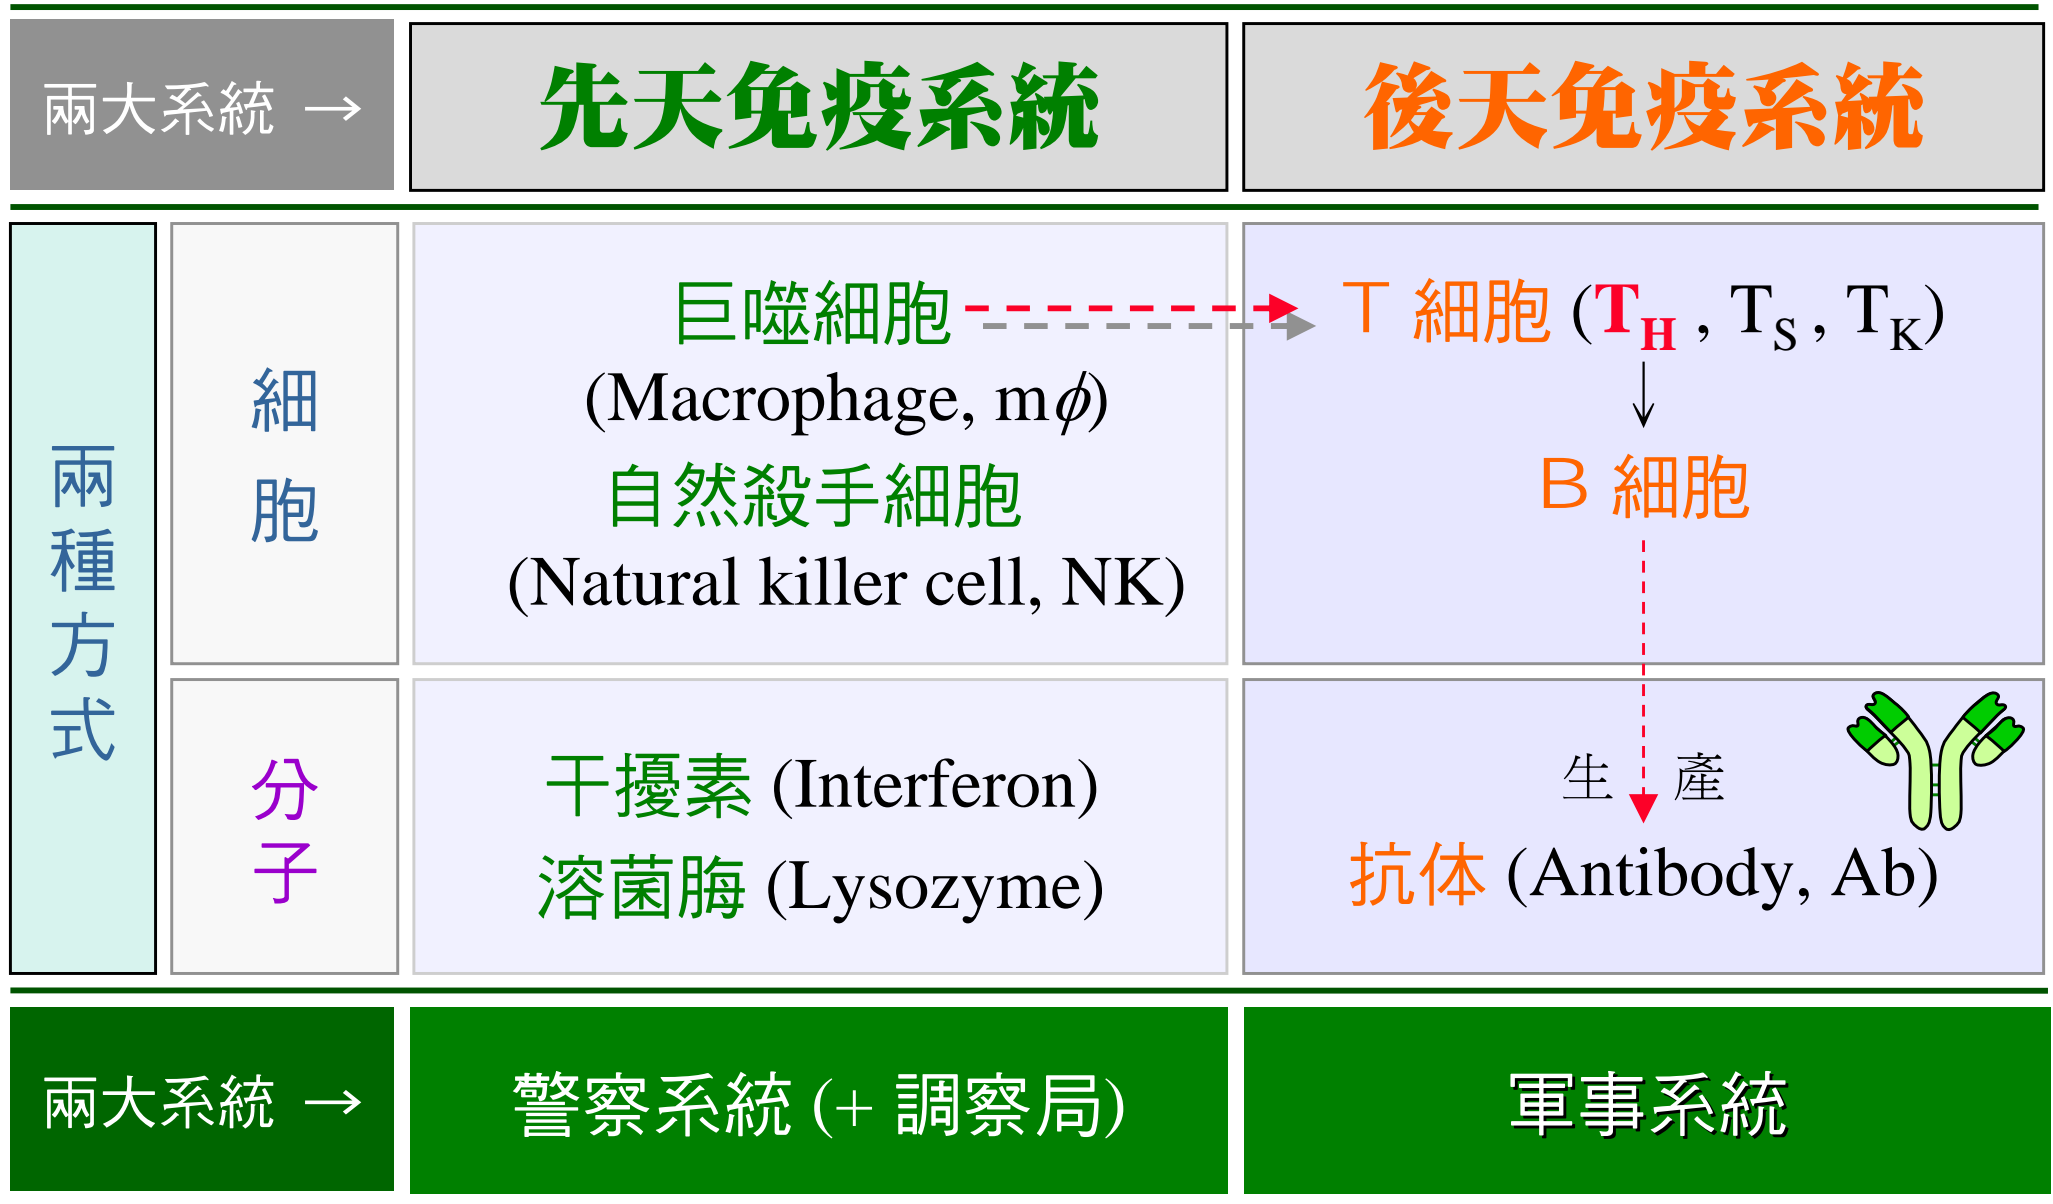 兩大系統 →
先天免疫系統
後天免疫系統
兩種方式
細胞
巨噬細胞
(Macrophage, mϕ)
自然殺手細胞
(Natural killer cell, NK)
T 細胞 (TH , TS , TK)
B 細胞
分子
干擾素 (Interferon)
溶菌脢 (Lysozyme)
生產
抗体 (Antibody, Ab)
兩大系統 →
警察系統 (+ 調察局)
軍事系統